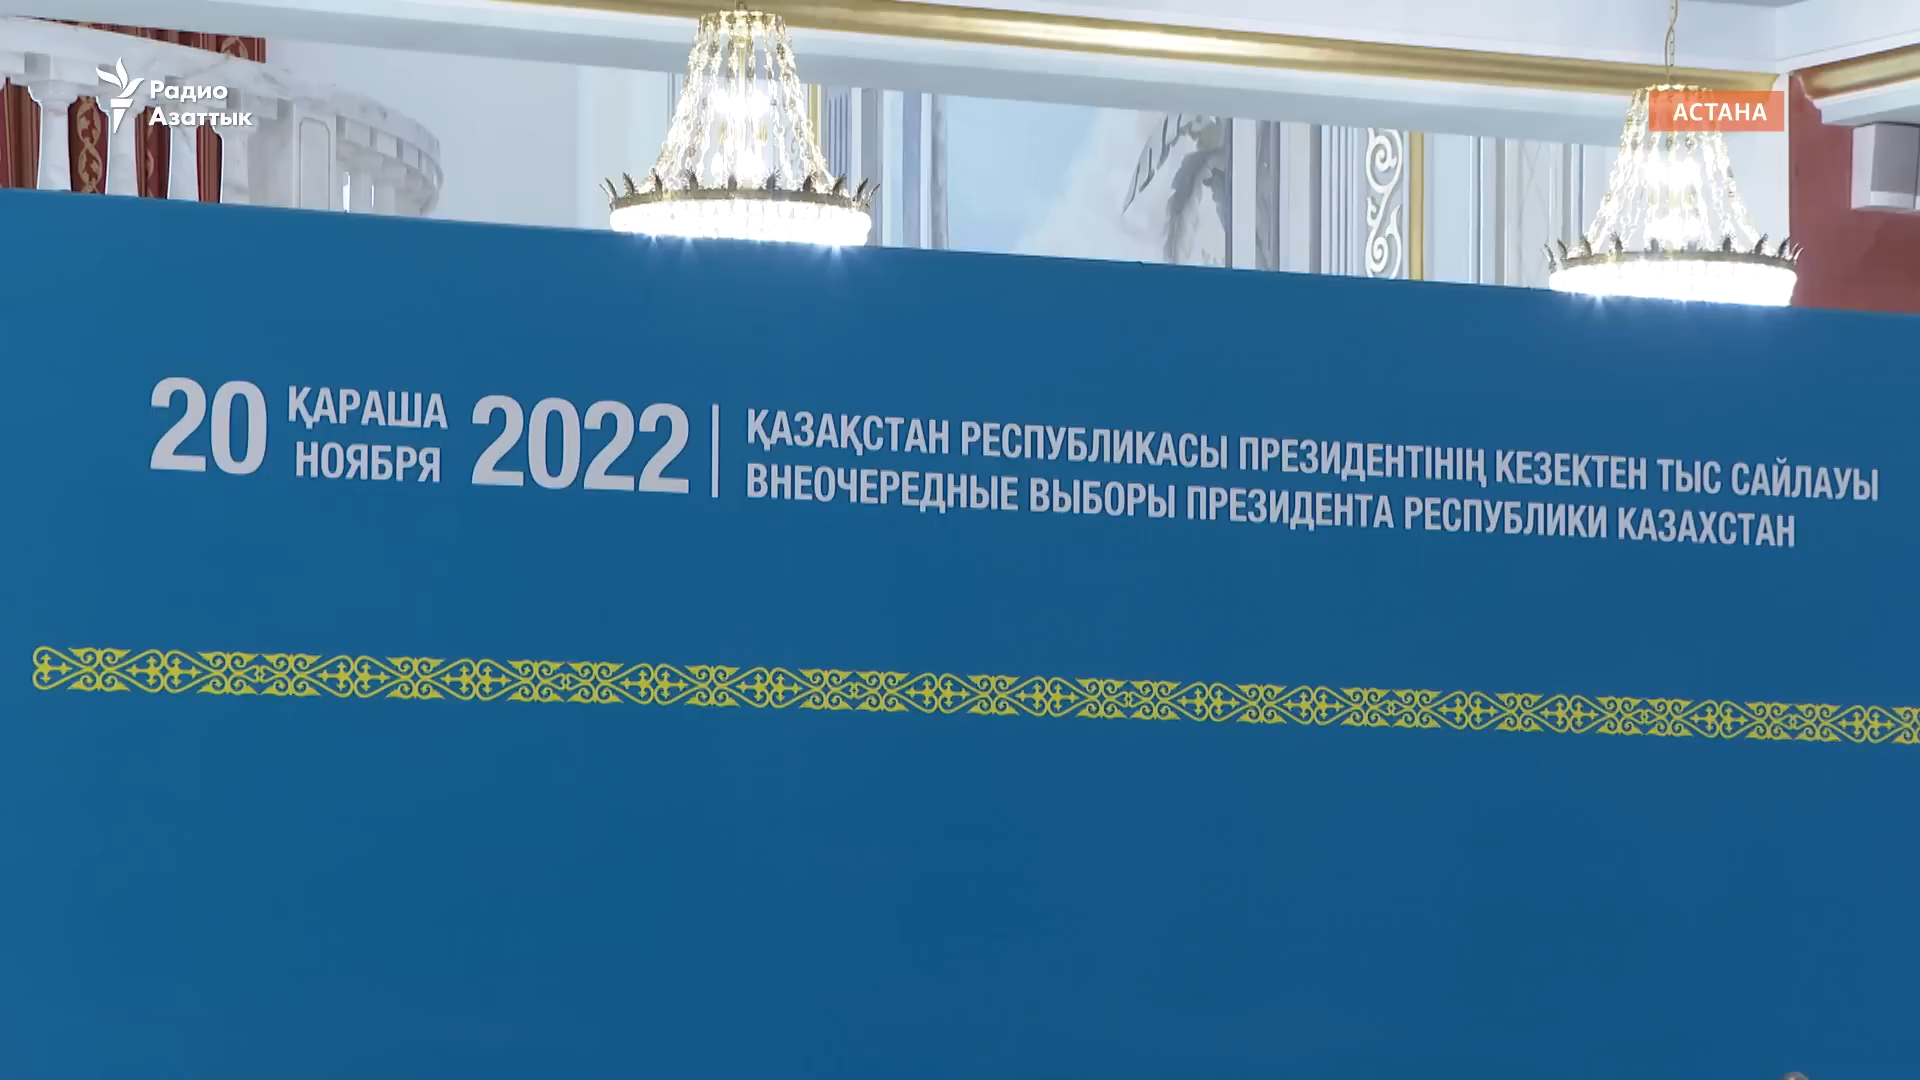 Радио
Азаттык
АСТАНА
20 ҚАРАША НОЯБРЯ 2022
ҚАЗАҚСТАН РЕСПУБЛИКАСЫ ПРЕЗИДЕНТІНІҢ КЕЗЕКТЕН ТЫС САЙЛАУЫ
ВНЕОЧЕРЕДНЫЕ ВЫБОРЫ ПРЕЗИДЕНТА РЕСПУБЛИКИ КАЗАХСТАН